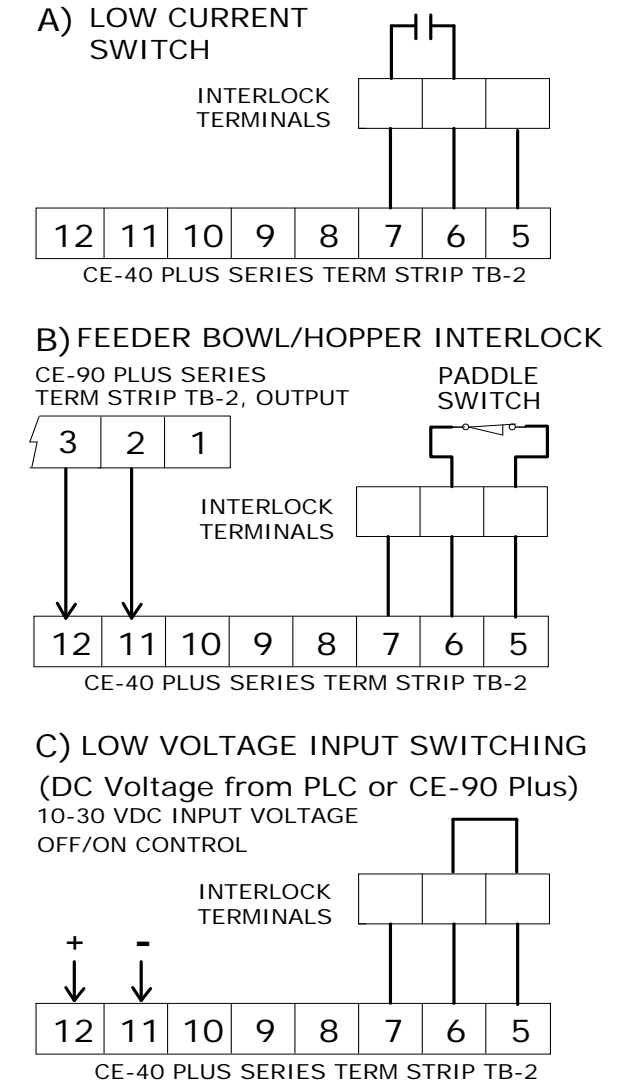 A) LOW CURRENT
SWITCH
INTERLOCK
TERMINALS
12 11 10 9 8 7 6 5
CE-40 PLUS SERIES TERM STRIP TB-2
B) FEEDER BOWL/HOPPER INTERLOCK
CE-90 PLUS SERIES
TERM STRIP TB-2, OUTPUT
PADDLE
SWITCH
3 2 1
INTERLOCK
TERMINALS
12 11 10 9 8 7 6 5
CE-40 PLUS SERIES TERM STRIP TB-2
C) LOW VOLTAGE INPUT SWITCHING
(DC Voltage from PLC or CE-90 Plus)
10-30 VDC INPUT VOLTAGE
OFF/ON CONTROL
INTERLOCK
TERMINALS
+ -
12 11 10 9 8 7 6 5
CE-40 PLUS SERIES TERM STRIP TB-2